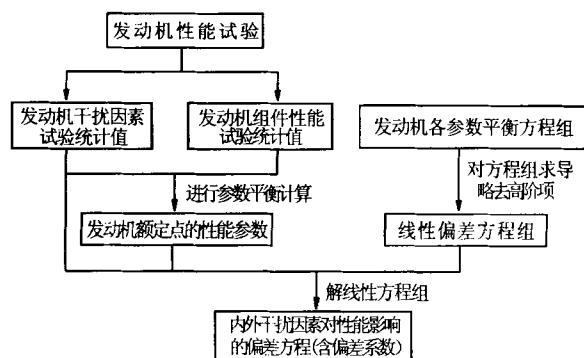 发动机性能试验
发动机干扰因素
试验统计值
发动机组件性能
试验统计值
发动机各参数平衡方程组
进行参数平衡计算
对方程组求导
略去部阶项
发动机额定点的性能参数
线性偏差方程组
解线性方程组
内外干扰因素对性能影响
的偏差方程(含偏差系数)